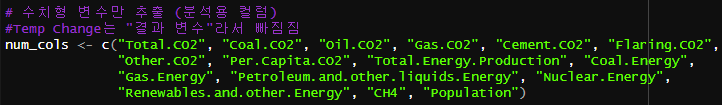 # 수치형 변수만 추출 (분석용 컬럼)
#Temp Change는 "결과 변수"라서 빠짐짐
num_cols <- c("Total.CO2", "Coal.CO2", "Oil.CO2", "Gas.CO2", "Cement.CO2", "Flaring.CO2",
"Other.CO2", "Per.Capita.CO2", "Total.Energy.Production", "Coal.Energy",
"Gas.Energy", "Petroleum.and.other.liquids.Energy", "Nuclear.Energy",
"Renewables.and.other.Energy", "CH4", "Population")